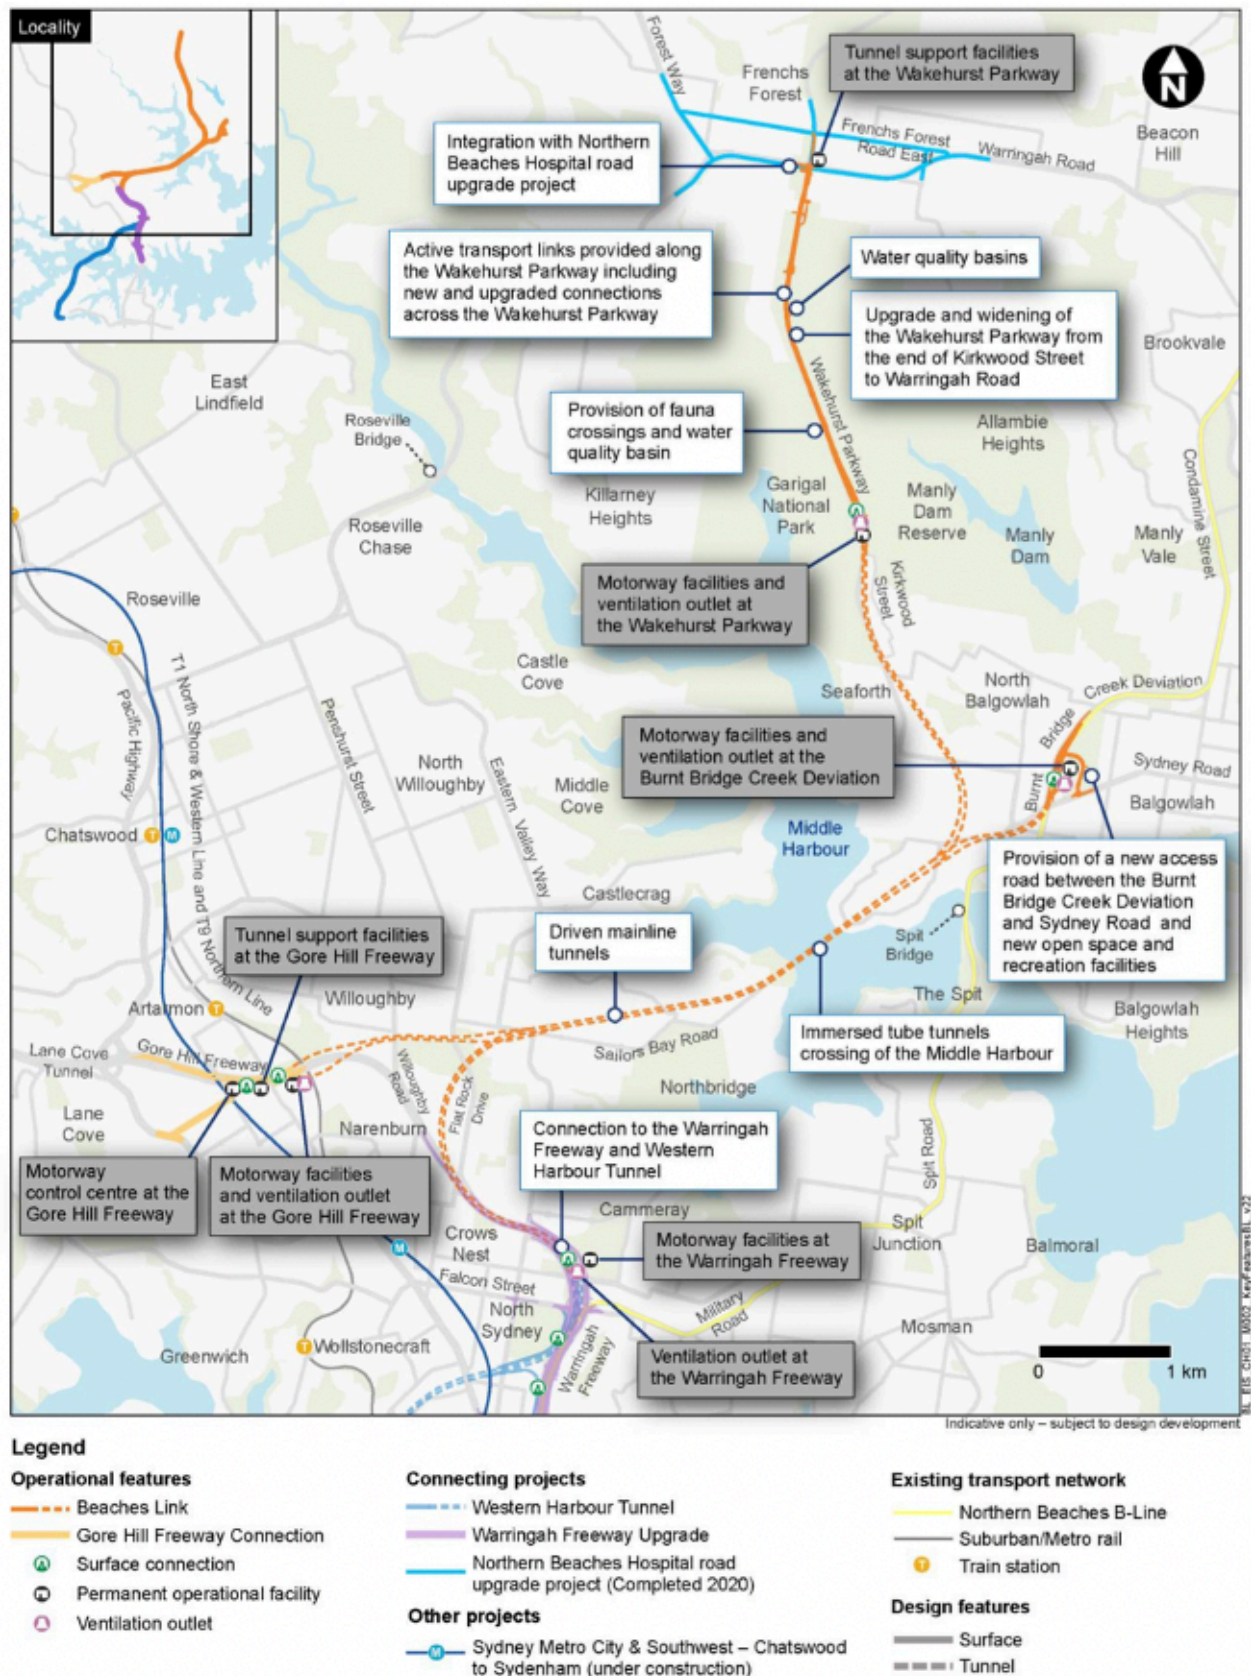 Locality
Forest Way
Frenchs
Forest
Tunnel support facilities
at the Wakehurst Parkway
N
Beacon
Hill
Frenchs Forest
Road East
Warringah Road
Integration with Northern
Beaches Hospital road
upgrade project
Active transport links provided along
the Wakehurst Parkway including
new and upgraded connections
across the Wakehurst Parkway
Water quality basins
Upgrade and widening of
the Wakehurst Parkway from
the end of Kirkwood Street
to Warringah Road
Brookvale
East
Lindfield
Roseville
Bridge
Provision of fauna
crossings and water
quality basin
Wakehurst Parkway
Allambie
Heights
Condamine Street
Killarney
Heights
Garigal
National
Park
Manly
Dam
Reserve
Manly
Dam
Manly
Vale
Roseville
Chase
Motorway facilities and
ventilation outlet at
the Wakehurst Parkway
Kirkwood
Street
Roseville
T1 North Shore & Western Line and T9 Northern Line
Pacific Highway
Penshurst Street
Castle
Cove
Seaforth
North
Balgowlah
Burnt Bridge Creek Deviation
Motorway facilities and
ventilation outlet at the
Burnt Bridge Creek Deviation
North
Willoughby
Eastern Valley Way
Middle
Cove
Sydney Road
Balgowlah
Chatswood
T
M
Middle
Harbour
Provision of a new access
road between the Burnt
Bridge Creek Deviation
and Sydney Road and
new open space and
recreation facilities
Castlecrag
Tunnel support facilities
at the Gore Hill Freeway
Driven mainline
tunnels
Spit
Bridge
The Spit
Willoughby
Artarmon
T
Balgowlah
Heights
Immersed tube tunnels
crossing of the Middle Harbour
Sailors Bay Road
Lane Cove
Tunnel
Gore Hill Freeway
Willoughby
Road
Flat Rock
Drive
Northbridge
Lane
Cove
Narenburn
Connection to the Warringah
Freeway and Western
Harbour Tunnel
Spit Road
Motorway
control centre at the
Gore Hill Freeway
Motorway facilities
and ventilation outlet
at the Gore Hill Freeway
Cammeray
Crows
Nest
M
Motorway facilities at
the Warringah Freeway
Spit
Junction
Balmoral
Falcon Street
North
Sydney
Military
Road
Mosman
Greenwich
T
Wollstonecraft
Warringah
Freeway
Ventilation outlet at
the Warringah Freeway
0 1 km
BL_EIS_CH01_M002_KeyFeaturesBL_v22
Indicative only – subject to design development
Legend
Operational features
Beaches Link
Gore Hill Freeway Connection
Surface connection
Permanent operational facility
Ventilation outlet
Connecting projects
Western Harbour Tunnel
Warringah Freeway Upgrade
Northern Beaches Hospital road
upgrade project (Completed 2020)
Other projects
M Sydney Metro City & Southwest – Chatswood
to Sydenham (under construction)
Existing transport network
Northern Beaches B-Line
Suburban/Metro rail
T Train station
Design features
Surface
Tunnel